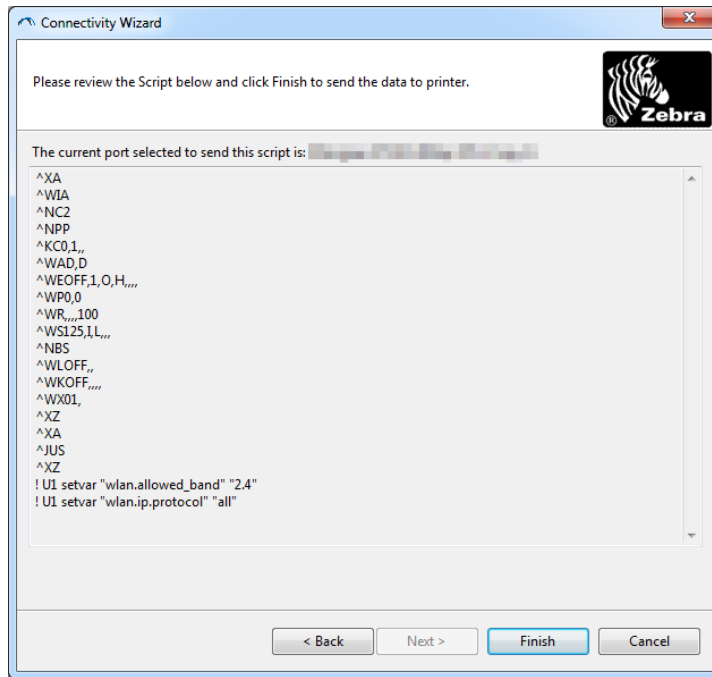 Connectivity Wizard
Please review the Script below and click Finish to send the data to printer.
® Zebra
The current port selected to send this script is:
^XA
^WIA
^NC2
^NPP
^KC0,1,,
^WAD,D
^WEOFF,1,O,H,,,,
^WP0,0
^WR,,,,100
^WS125,I,L,,,
^NBS
^WLOFF,,
^WKOFF,,,,
^WX01,
^XZ
^XA
^JUS
^XZ
! U1 setvar "wlan.allowed_band" "2.4"
! U1 setvar "wlan.ip.protocol" "all"
< Back Next > Finish Cancel